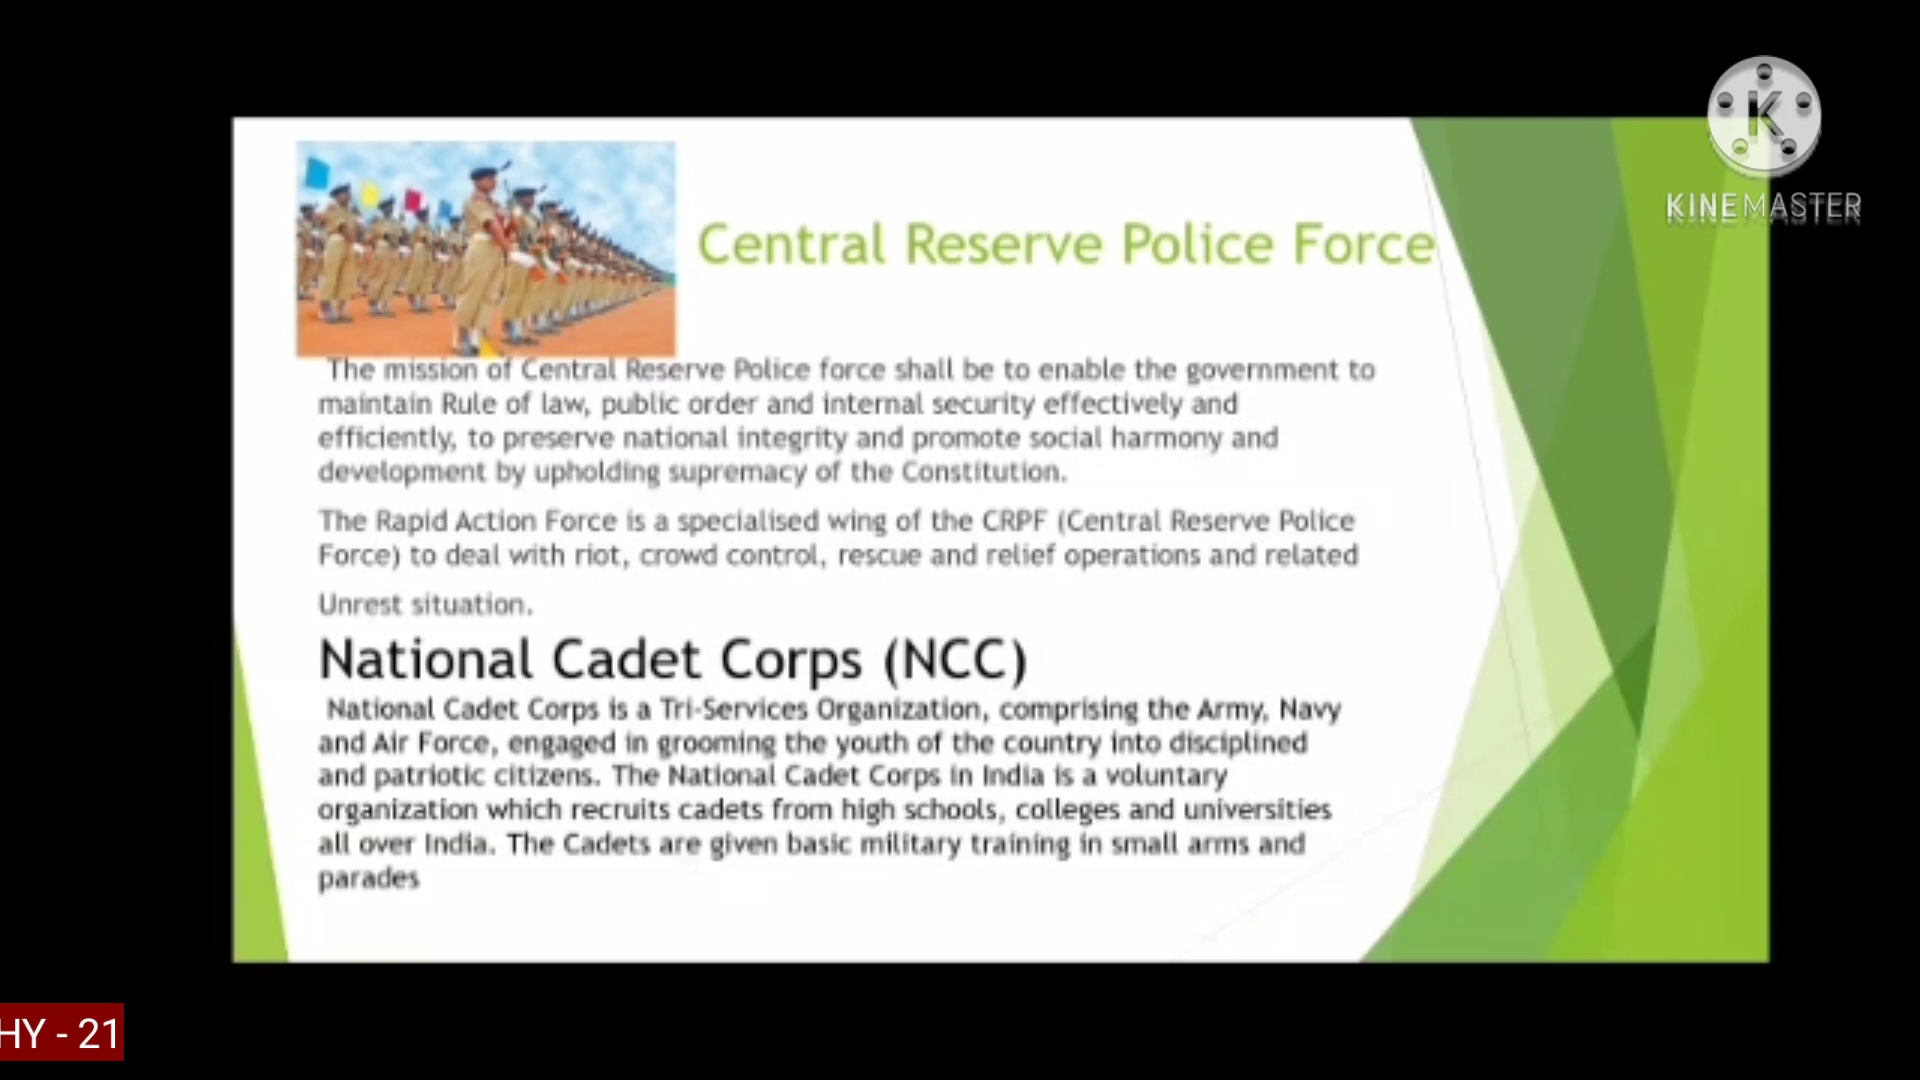 K
KINEMASTER
Central Reserve Police Force
The mission of Central Reserve Police force shall be to enable the government to
maintain Rule of law, public order and internal security effectively and
efficiently, to preserve national integrity and promote social harmony and
development by upholding supremacy of the Constitution.
The Rapid Action Force is a specialised wing of the CRPF (Central Reserve Police
Force) to deal with riot, crowd control, rescue and relief operations and related
Unrest situation.
National Cadet Corps (NCC)
National Cadet Corps is a Tri-Services Organization, comprising the Army, Navy
and Air Force, engaged in grooming the youth of the country into disciplined
and patriotic citizens. The National Cadet Corps in India is a voluntary
organization which recruits cadets from high schools, colleges and universities
all over India. The Cadets are given basic military training in small arms and
parades
HY - 21